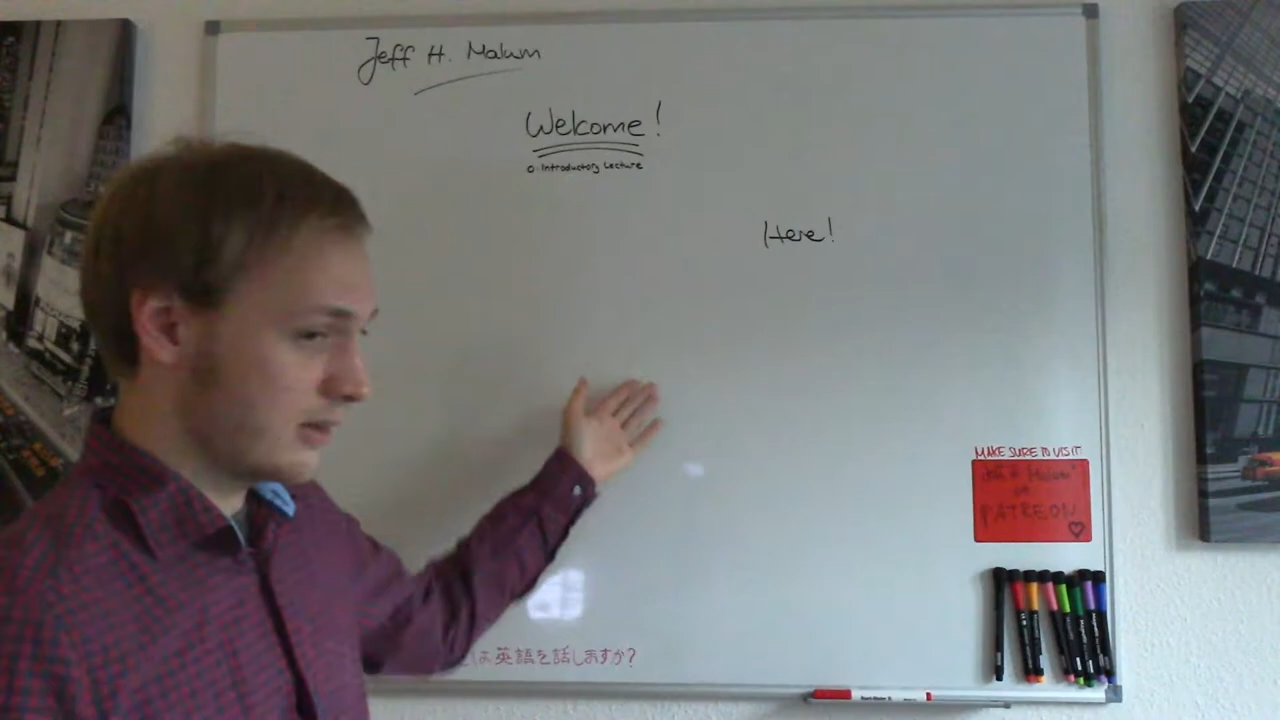 Jeff H. Malum
Welcome!
0. Introductory Lecture
Here!
MAKE SURE TO VISIT
Jeff H. Malum
on
PATREON ♡
は英語を話しますか?